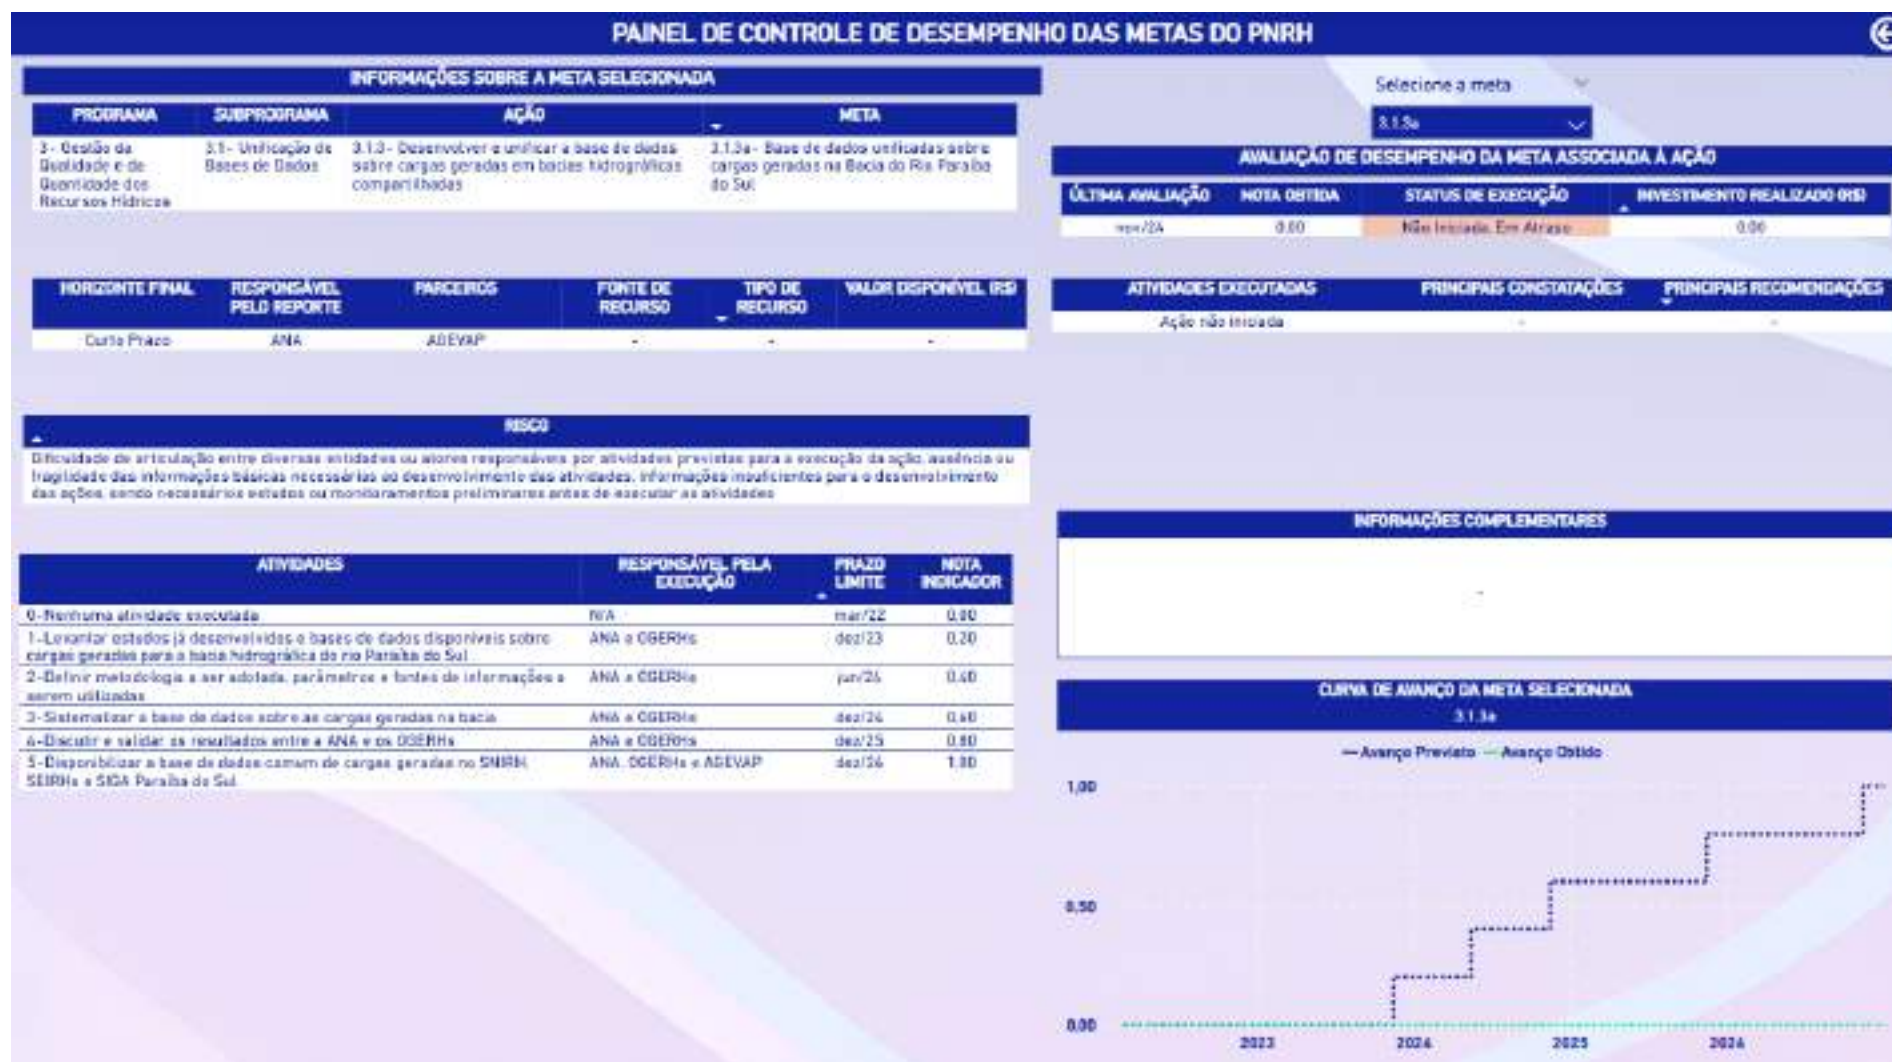 PAINEL DE CONTROLE DE DESEMPENHO DAS METAS DO PNRH
INFORMAÇÕES SOBRE A META SELECIONADA
PROGRAMA SUBPROGRAMA AÇÃO META
3- Gestão da Qualidade e de Quantidade dos Recursos Hídricos
3.1- Unificação de Bases de Dados
3.1.3- Desenvolver e unificar a base de dados sobre cargas geradas em bacias hidrográficas compartilhadas
3.1.3a- Base de dados unificadas sobre cargas geradas na Bacia do Rio Paraíba do Sul
HORIZONTE FINAL RESPONSÁVEL PELO REPORTE PARCEIROS FONTE DE RECURSO TIPO DE RECURSO VALOR DISPONÍVEL (R$)
Curto Prazo ANA AGEVAP - - -
RISCO
Dificuldade de articulação entre diversas entidades ou atores responsáveis por atividades previstas para a execução da ação, ausência ou
fragilidade das informações básicas necessárias ao desenvolvimento das atividades, informações insuficientes para o desenvolvimento
das ações, sendo necessários estudos ou monitoramentos preliminares antes de executar as atividades
ATIVIDADES RESPONSÁVEL PELA EXECUÇÃO PRAZO LIMITE NOTA INDICADOR
0-Nenhuma atividade executada N/A mar/22 0,00
1-Levantar estudos já desenvolvidos e bases de dados disponíveis sobre ANA e OGERHs dez/23 0,20
cargas geradas para a bacia hidrográfica do rio Paraíba do Sul
2-Definir metodologia a ser adotada, parâmetros e fontes de informações a ANA e OGERHs jun/24 0,40
serem utilizadas
3-Sistematizar a base de dados sobre as cargas geradas na bacia ANA e OGERHs dez/24 0,60
4-Discutir e validar os resultados entre a ANA e os OGERHs ANA e OGERHs dez/25 0,80
5-Disponibilizar a base de dados comum de cargas geradas no SNIRH, ANA, OGERHs e AGEVAP dez/26 1,00
SEIRHs e SIGA Paraíba do Sul.
Selecione a meta
3.1.3a
AVALIAÇÃO DE DESEMPENHO DA META ASSOCIADA À AÇÃO
ÚLTIMA AVALIAÇÃO NOTA OBTIDA STATUS DE EXECUÇÃO INVESTIMENTO REALIZADO (R$)
nov/24 0,00 Não Iniciada, Em Atraso 0,00
ATIVIDADES EXECUTADAS PRINCIPAIS CONSTATAÇÕES PRINCIPAIS RECOMENDAÇÕES
Ação não iniciada - -
INFORMAÇÕES COMPLEMENTARES
-
CURVA DE AVANÇO DA META SELECIONADA
3.1.3a
Avanço Previsto Avanço Obtido
1,00
0,50
0,00
2023 2024 2025 2026